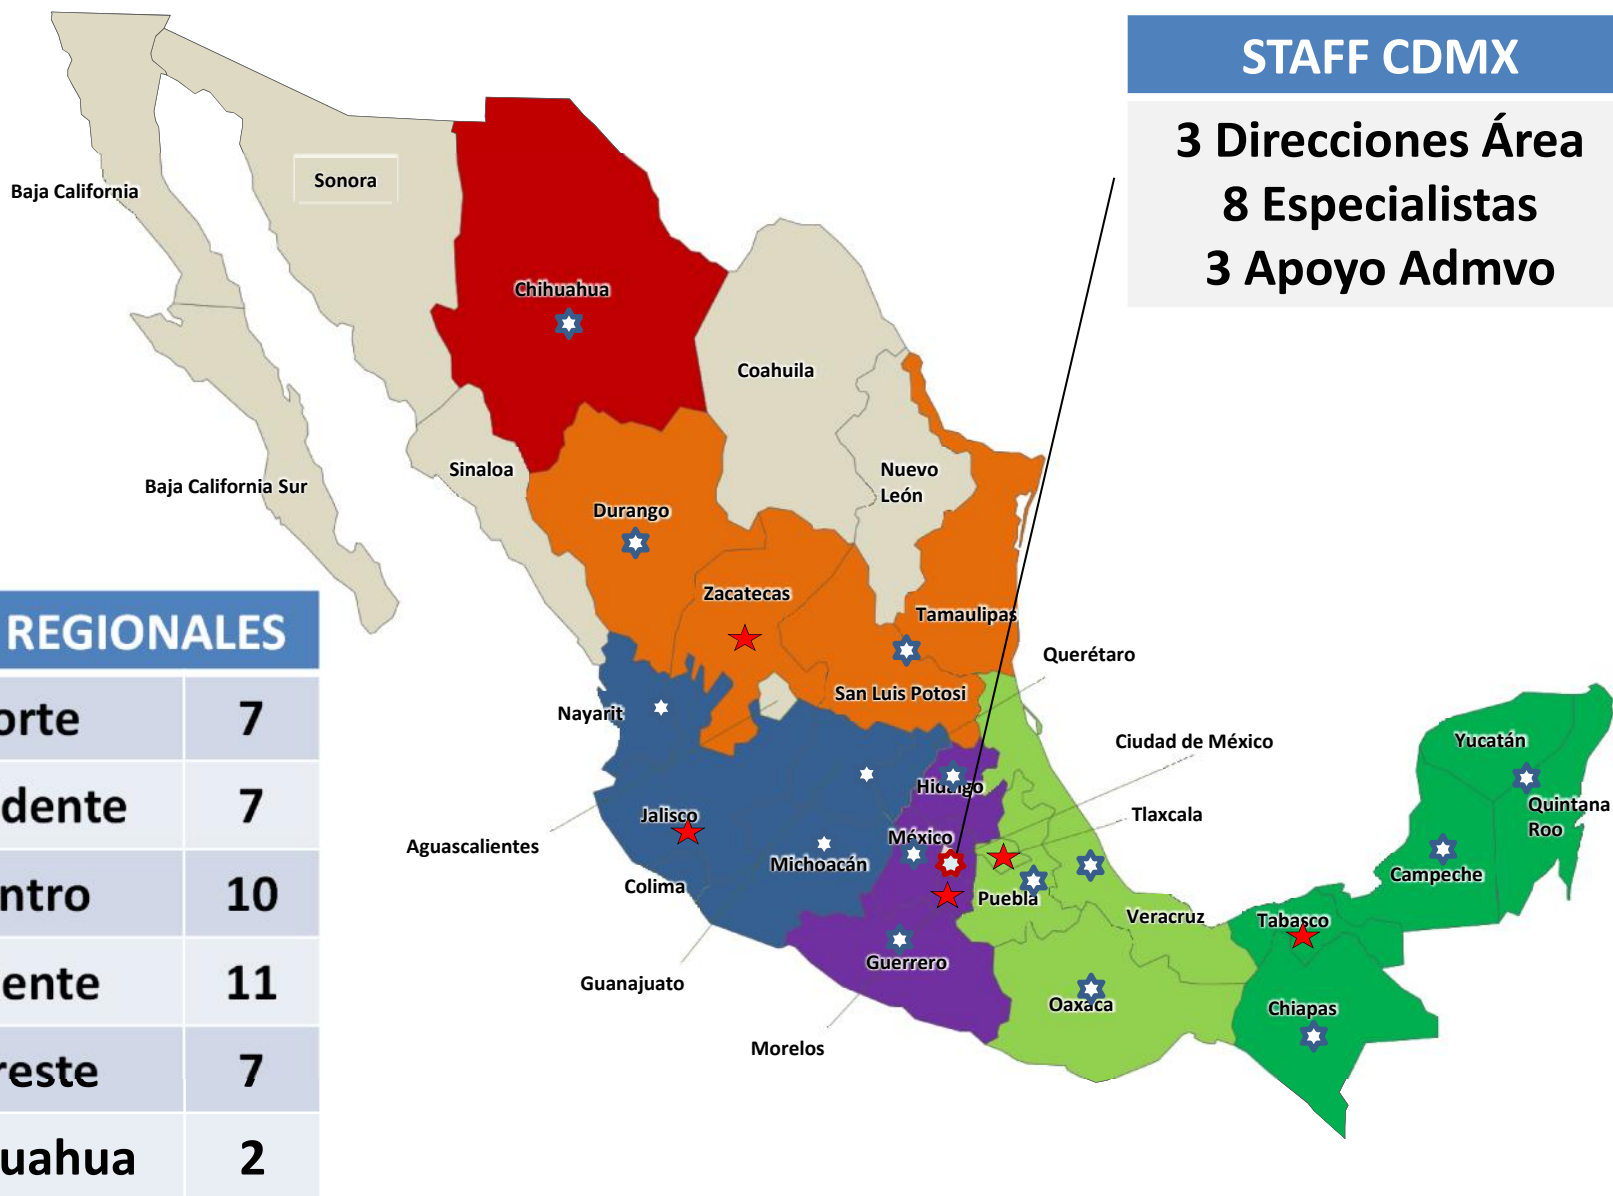 STAFF CDMX
3 Direcciones Área
8 Especialistas
3 Apoyo Admvo
Baja California
Sonora
Chihuahua
Coahuila
Sinaloa
Nuevo
León
Baja California Sur
Durango
Zacatecas
Tamaulipas
Querétaro
San Luis Potosi
Nayarit
Ciudad de México
Yucatán
Hidalgo
Quintana
Roo
Jalisco
Tlaxcala
México
Aguascalientes
Michoacán
Campeche
Colima
Puebla
Veracruz
Tabasco
Guerrero
Guanajuato
Oaxaca
Chiapas
Morelos
REGIONALES
orte 7
dente 7
ntro 10
ente 11
reste 7
uahua 2